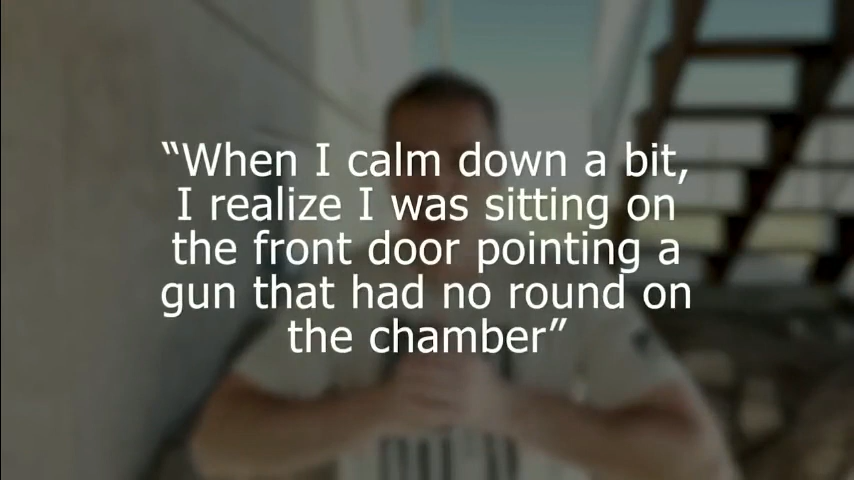 “When I calm down a bit,
I realize I was sitting on
the front door pointing a
gun that had no round on
the chamber”